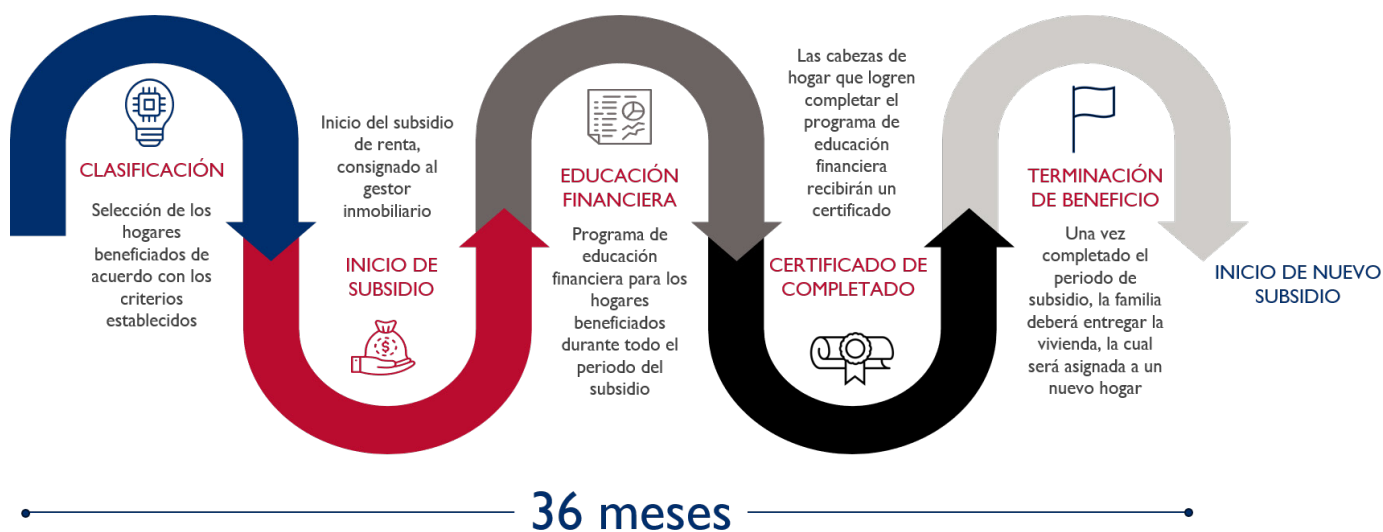 CLASIFICACIÓN
Selección de los
hogares
beneficiados de
acuerdo con los
criterios
establecidos
Inicio del subsidio
de renta,
consignado al
gestor
inmobiliario
INICIO DE
SUBSIDIO
$
EDUCACIÓN
FINANCIERA
Programa de
educación
financiera para los
hogares
beneficiados
durante todo el
periodo del
subsidio
Las cabezas de
hogar que logren
completar el
programa de
educación
financiera
recibirán un
certificado
CERTIFICADO DE
COMPLETADO
TERMINACIÓN
DE BENEFICIO
Una vez
completado el
periodo de
subsidio, la familia
deberá entregar la
vivienda, la cual
será asignada a un
nuevo hogar
INICIO DE NUEVO
SUBSIDIO
36 meses